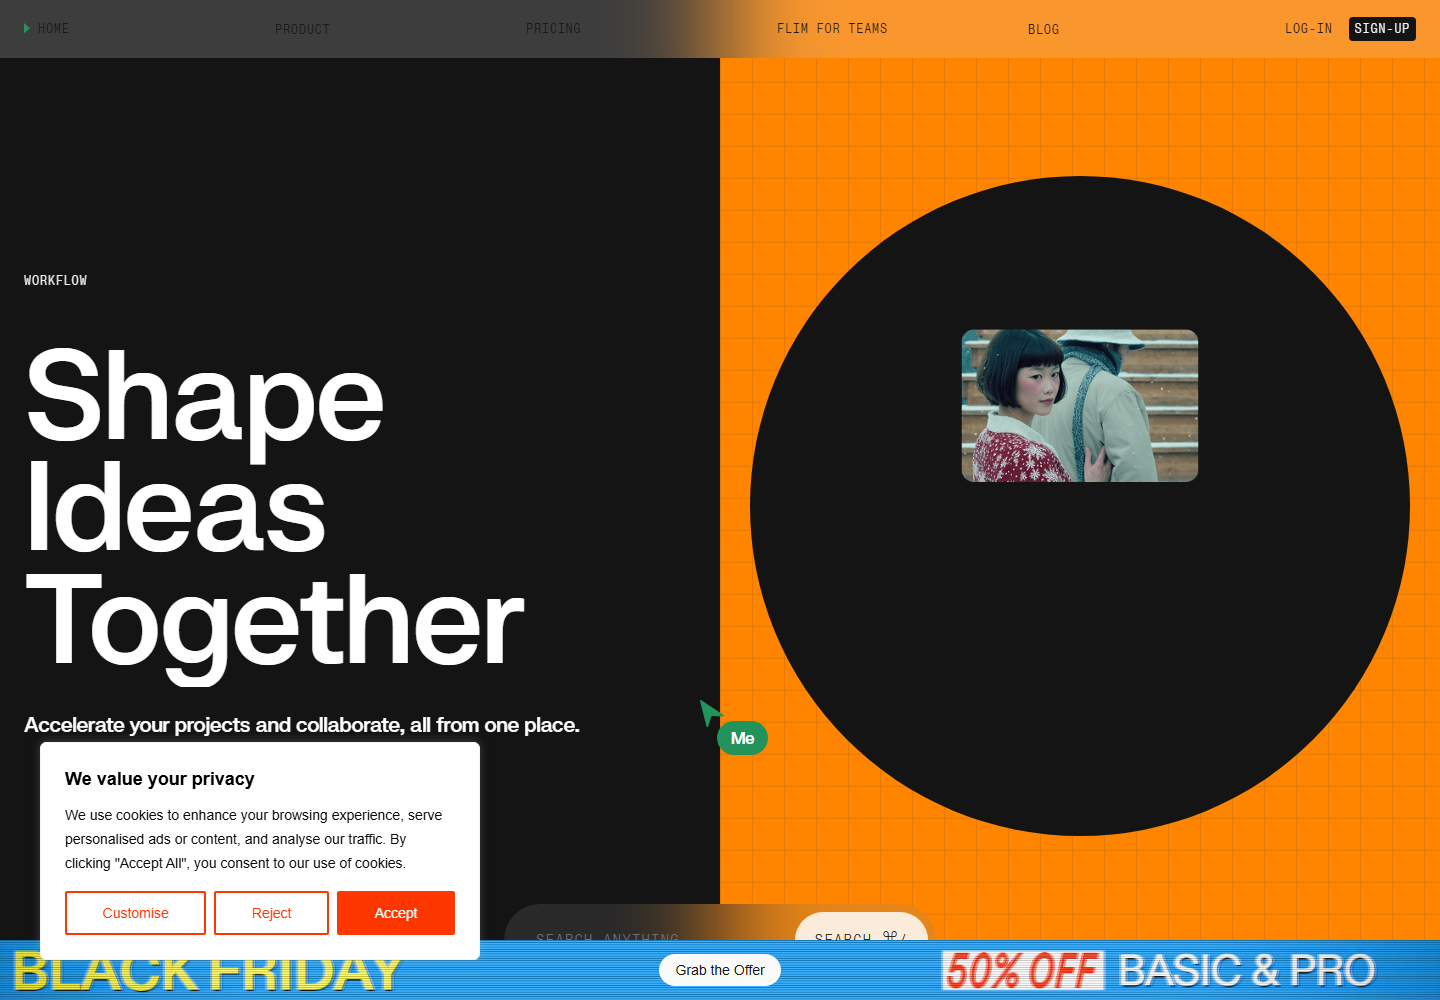 HOME
PRODUCT
PRICING
FLIM FOR TEAMS
BLOG
LOG-IN
SIGN-UP
WORKFLOW
Shape
Ideas
Together
Accelerate your projects and collaborate, all from one place.
Me
We value your privacy
We use cookies to enhance your browsing experience, serve
personalised ads or content, and analyse our traffic. By
clicking "Accept All", you consent to our use of cookies.
Customise
Reject
Accept
SEARCH ANYTHING
SEARCH ⌘/
BLACK FRIDAY
Grab the Offer
50% OFF BASIC & PRO